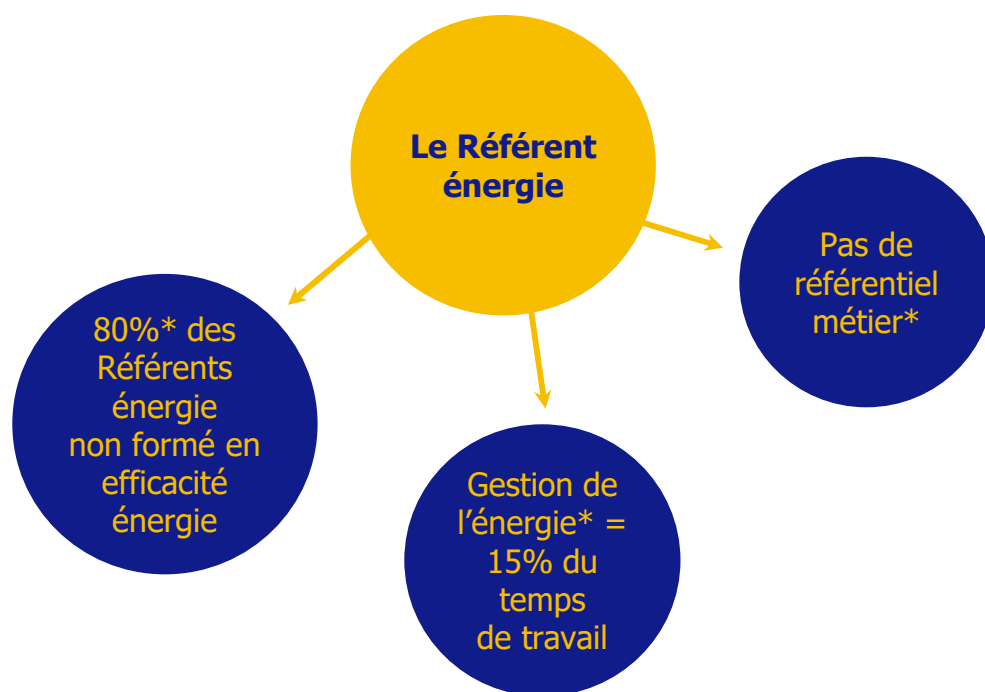 Le Référent
énergie
80%* des
Référents
énergie
non formé en
efficacité
énergie
Gestion de
l’énergie* =
15% du
temps
de travail
Pas de
référentiel
métier*